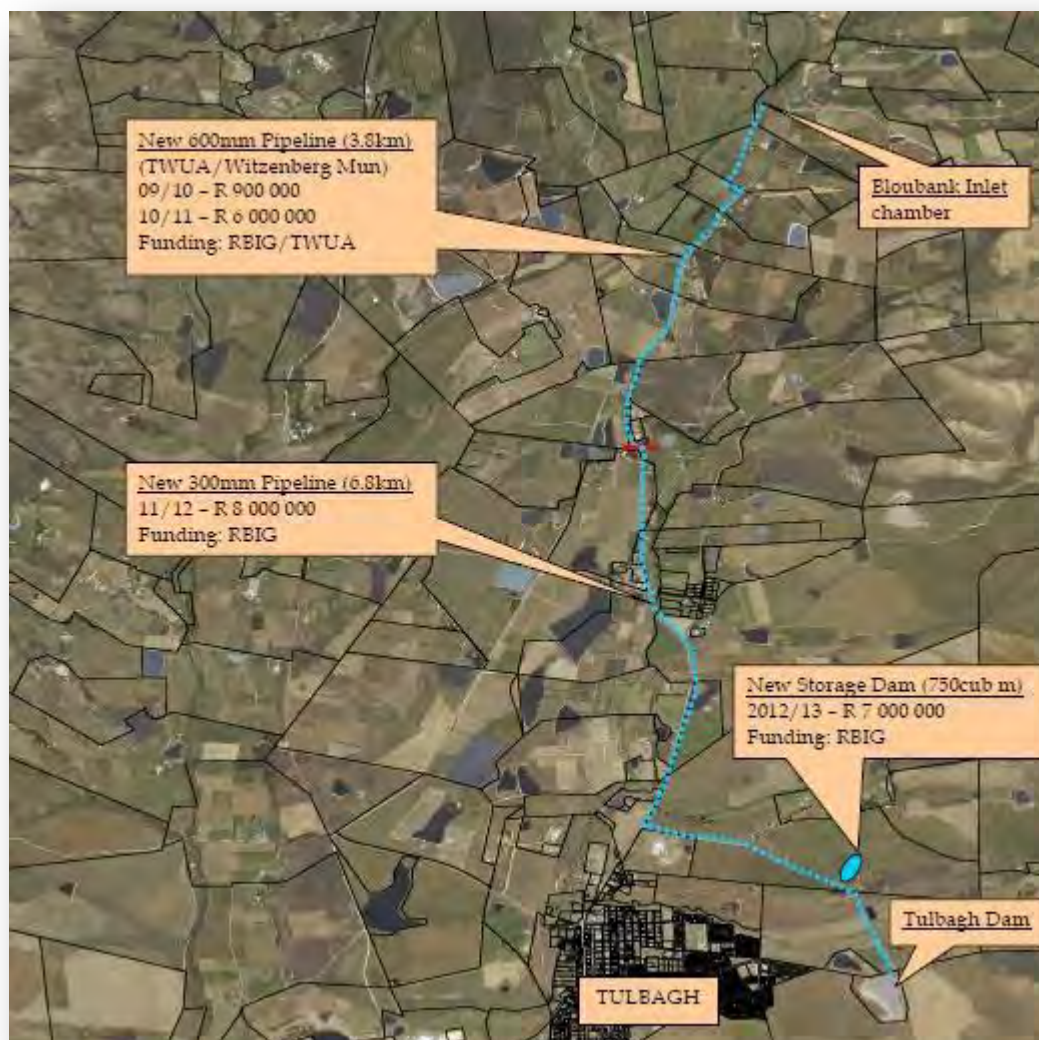 New 600mm Pipeline (3.8km)
(TWUA/Witzenberg Mun)
09/10 – R 900 000
10/11 – R 6 000 000
Funding: RBIG/TWUA
Bloubank Inlet
chamber
New 300mm Pipeline (6.8km)
11/12 – R 8 000 000
Funding: RBIG
New Storage Dam (750cub m)
2012/13 – R 7 000 000
Funding: RBIG
Tulbagh Dam
TULBAGH